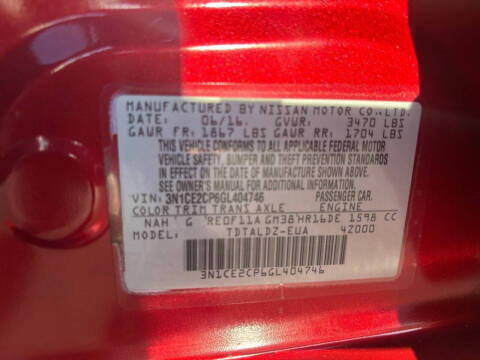 MANUFACTURED BY NISSAN MOTOR CO.,LTD.
DATE: 06/16. GVWR: 3470 LBS
GAWR FR: 1867 LBS GAWR RR: 1704 LBS
THIS VEHICLE CONFORMS TO ALL APPLICABLE FEDERAL MOTOR
VEHICLE SAFETY, BUMPER AND THEFT PREVENTION STANDARDS
IN EFFECT ON THE DATE OF MANUFACTURE SHOWN ABOVE.
SEE OWNER'S MANUAL FOR ADDITIONAL INFORMATION.
VIN: 3N1CE2CP6GL404746 PASSENGER CAR.
COLOR TRIM TRANS AXLE ENGINE
NAH G RE0F11A GM38 HR16DE 1598 CC
MODEL: TDTALDZ-EUA 4Z000
3N1CE2CP6GL404746